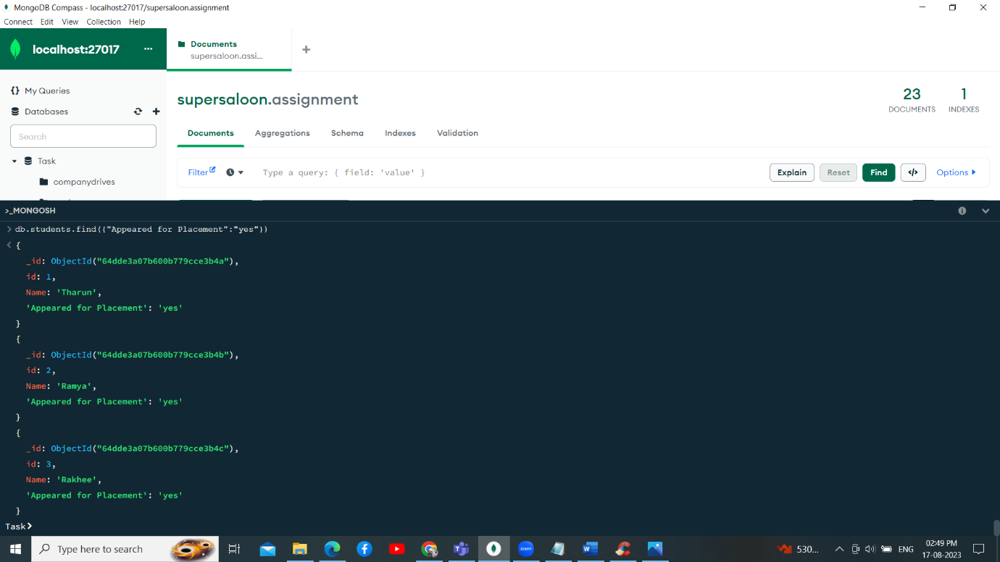 MongoDB Compass - localhost:27017/supersaloon.assignment
Connect Edit View Collection Help
localhost:27017 ...
Documents
supersaloon.assi...
+
{} My Queries
Databases
Search
Task
companydrives
supersaloon.assignment
23
DOCUMENTS
1
INDEXES
Documents Aggregations Schema Indexes Validation
Filter Type a query: { field: 'value' } Explain Reset Find </> Options
>_MONGOSH
> db.students.find({"Appeared for Placement":"yes"})
< {
_id: ObjectId("64dde3a07b600b779cce3b4a"),
id: 1,
Name: 'Tharun',
'Appeared for Placement': 'yes'
}
{
_id: ObjectId("64dde3a07b600b779cce3b4b"),
id: 2,
Name: 'Ramya',
'Appeared for Placement': 'yes'
}
{
_id: ObjectId("64dde3a07b600b779cce3b4c"),
id: 3,
Name: 'Rakhee',
'Appeared for Placement': 'yes'
}
Task>
Type here to search
zoom
530...
ENG
02:49 PM
17-08-2023